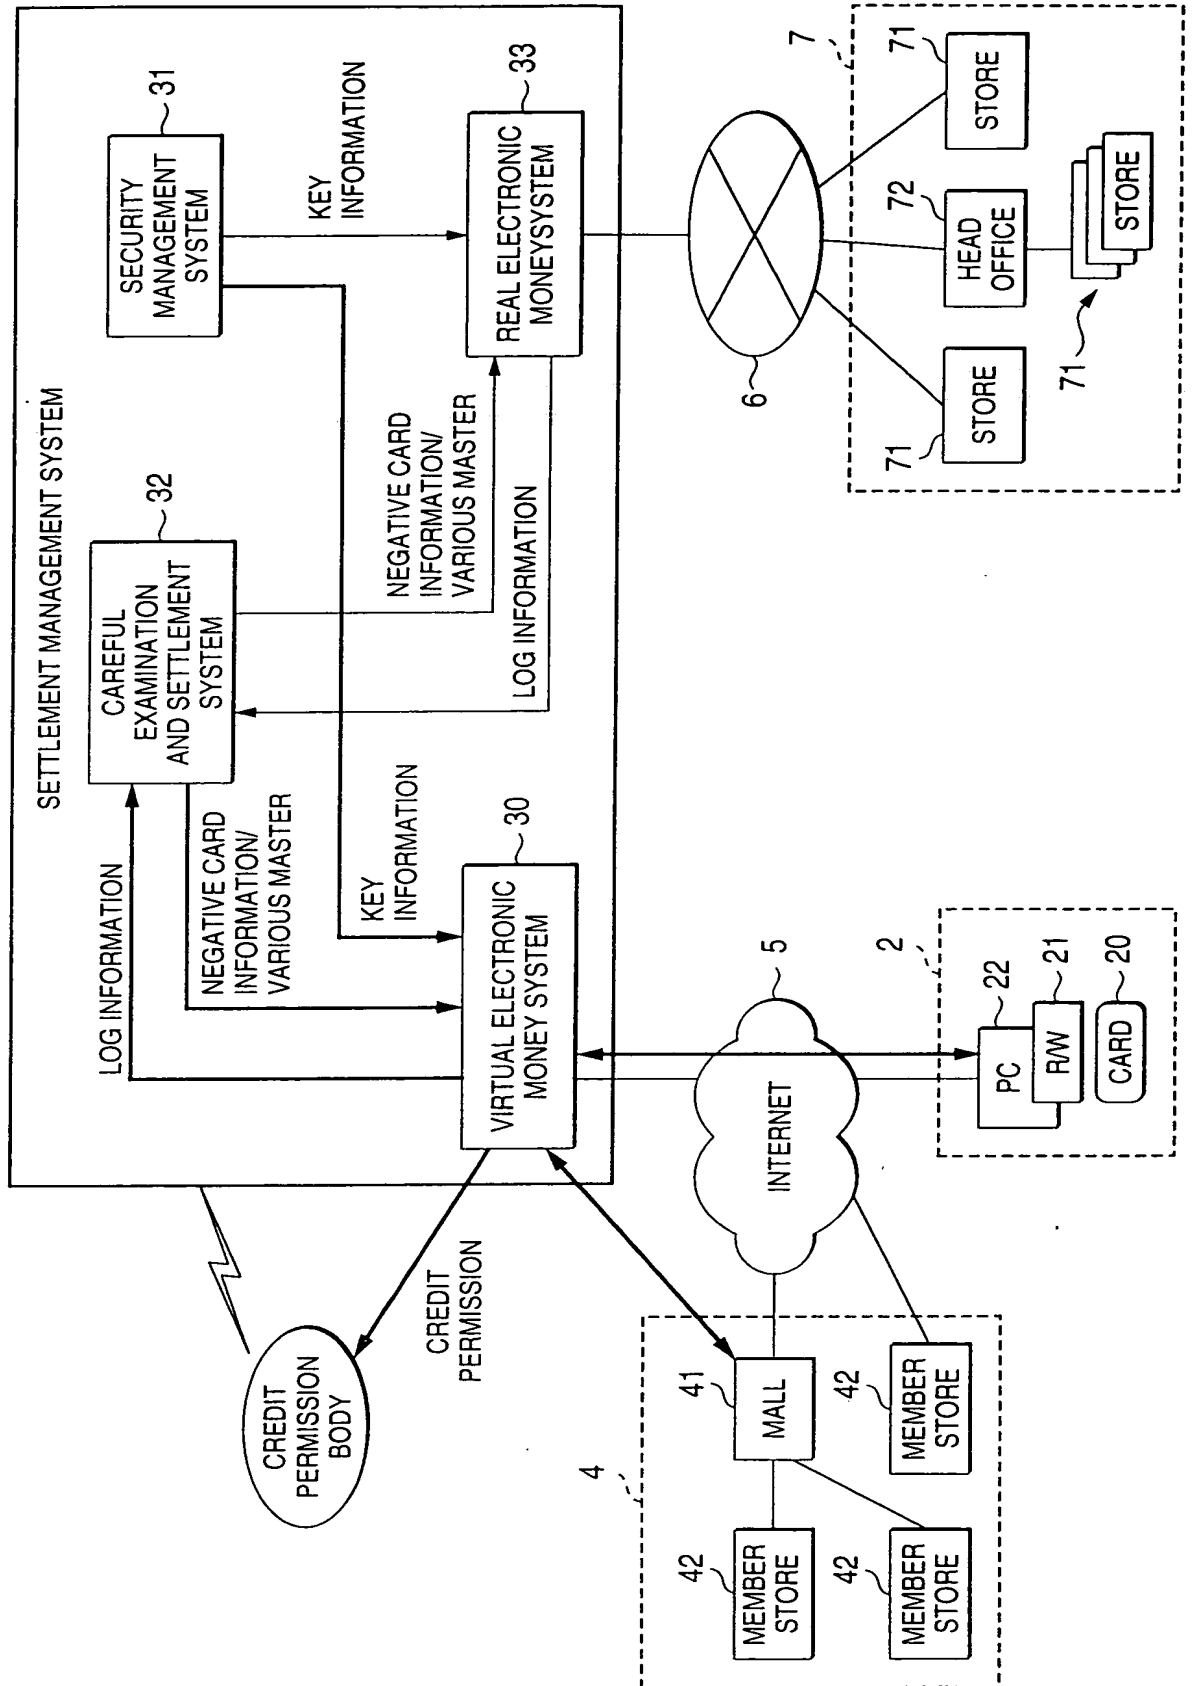 SETTLEMENT MANAGEMENT SYSTEM
CREDIT
PERMISSION
BODY
CREDIT
PERMISSION
LOG INFORMATION
NEGATIVE CARD
INFORMATION/
VARIOUS MASTER
CAREFUL
EXAMINATION
AND SETTLEMENT
SYSTEM
32
SECURITY
MANAGEMENT
SYSTEM
31
KEY
INFORMATION
KEY
INFORMATION
NEGATIVE CARD
INFORMATION/
VARIOUS MASTER
LOG INFORMATION
VIRTUAL ELECTRONIC
MONEY SYSTEM
30
REAL ELECTRONIC
MONEYSYSTEM
33
INTERNET
5
6
4
MALL
41
MEMBER
STORE
42
MEMBER
STORE
42
MEMBER
STORE
42
2
PC
22
R/W
21
CARD
20
7
STORE
71
HEAD
OFFICE
72
STORE
71
STORE
71